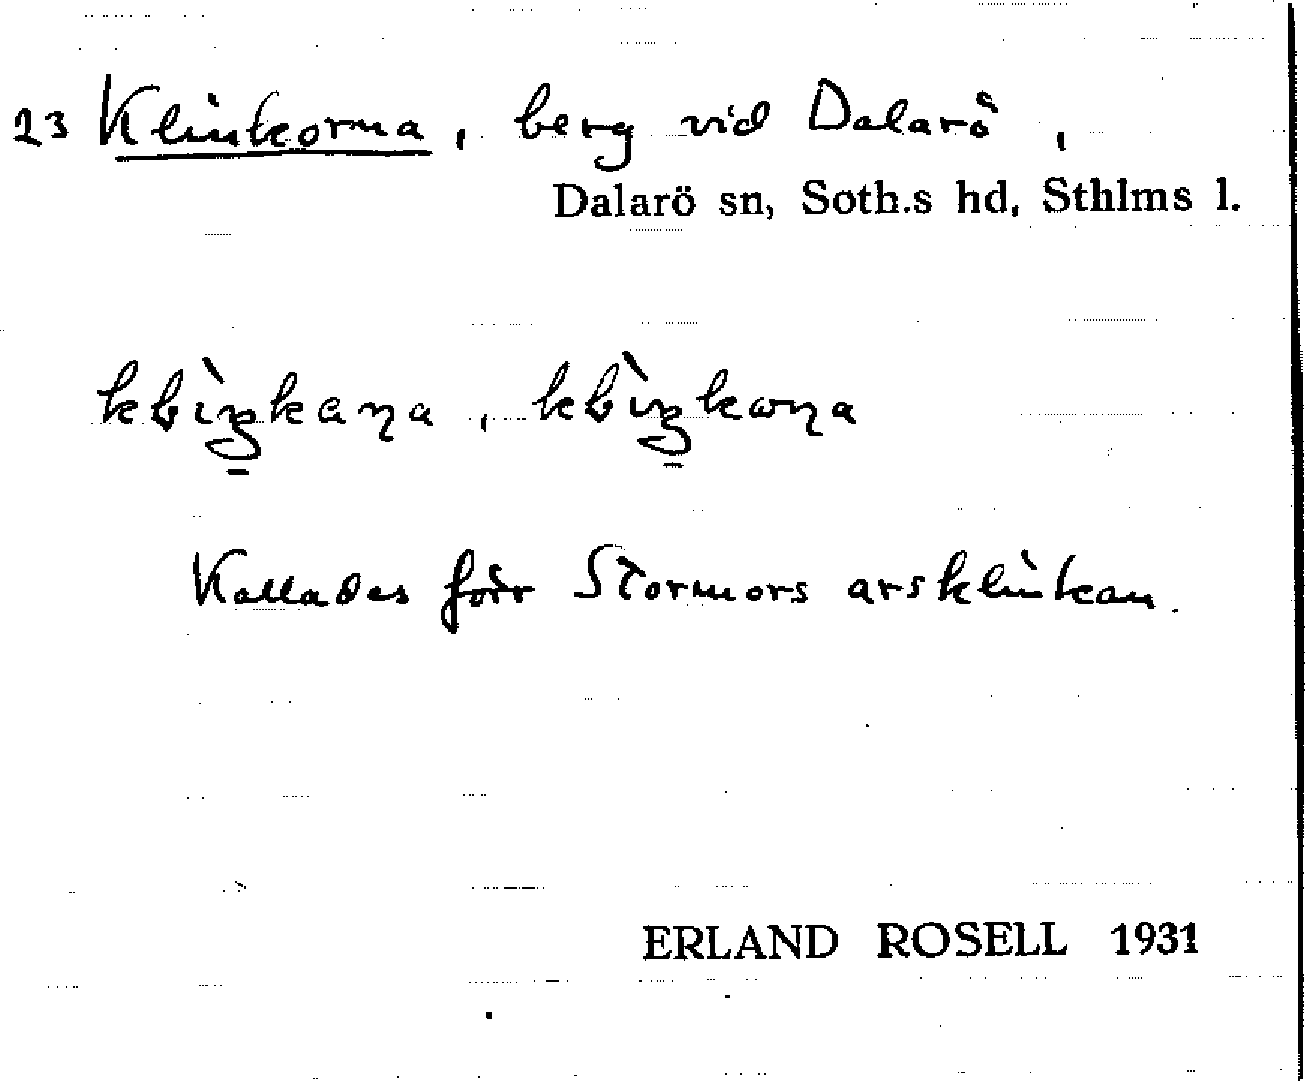 23 Klinkorna, berg vid Dalarö,
Dalarö sn, Soth.s hd, Sthlms l.
Kallades förr Stormors arsklinkan.
ERLAND ROSELL 1931